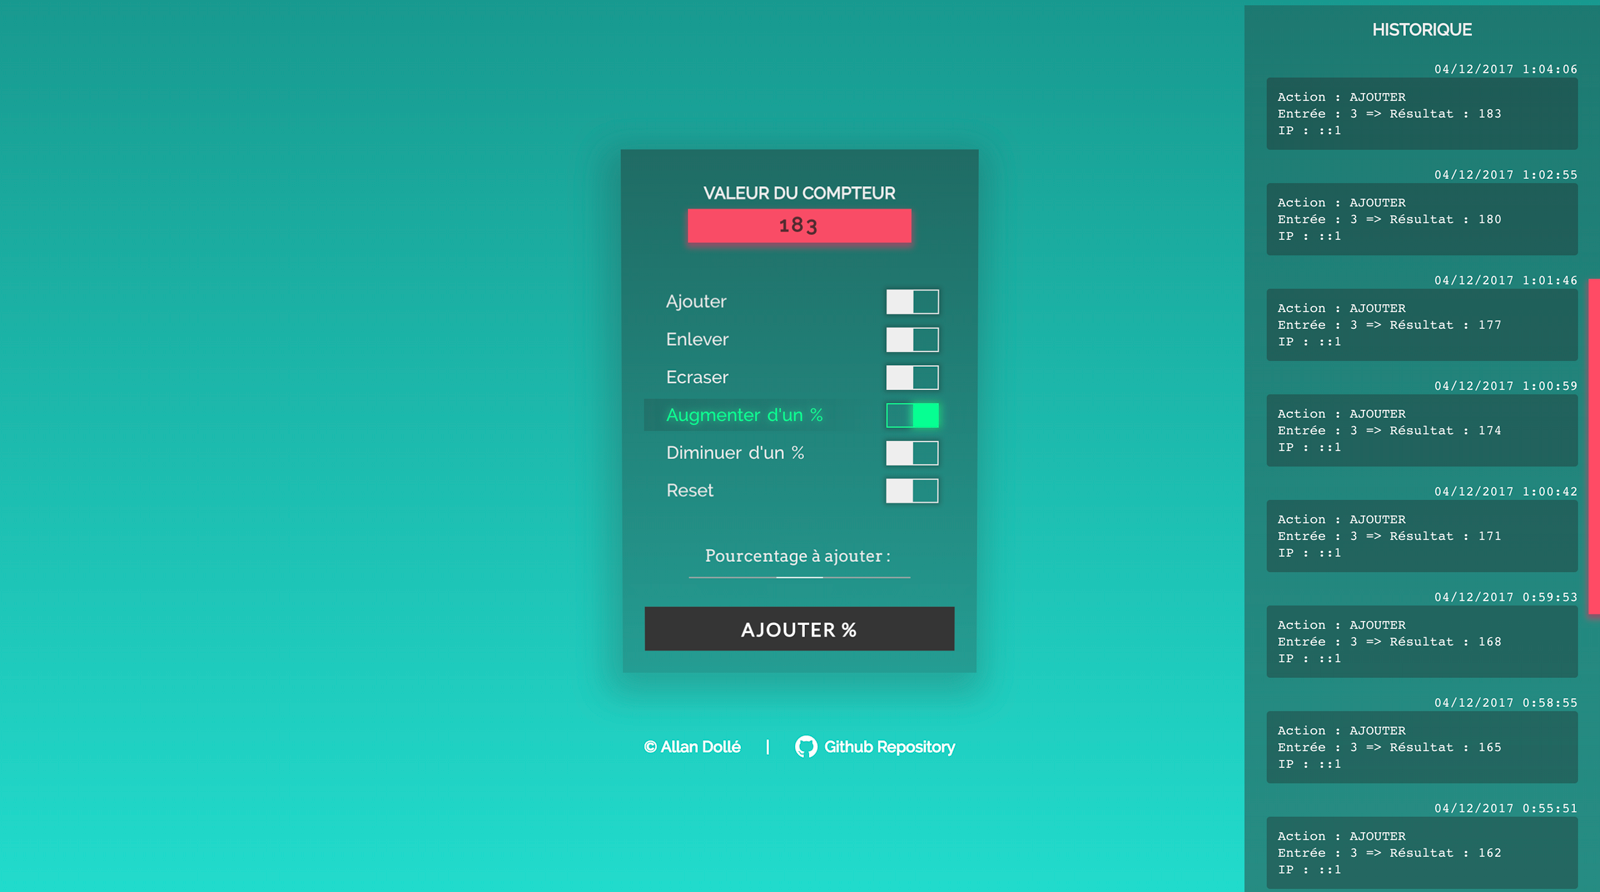 VALEUR DU COMPTEUR
183
Ajouter
Enlever
Ecraser
Augmenter d'un %
Diminuer d'un %
Reset
Pourcentage à ajouter :
AJOUTER %
© Allan Dollé | Github Repository
HISTORIQUE
04/12/2017 1:04:06
Action : AJOUTER
Entrée : 3 => Résultat : 183
IP : ::1
04/12/2017 1:02:55
Action : AJOUTER
Entrée : 3 => Résultat : 180
IP : ::1
04/12/2017 1:01:46
Action : AJOUTER
Entrée : 3 => Résultat : 177
IP : ::1
04/12/2017 1:00:59
Action : AJOUTER
Entrée : 3 => Résultat : 174
IP : ::1
04/12/2017 1:00:42
Action : AJOUTER
Entrée : 3 => Résultat : 171
IP : ::1
04/12/2017 0:59:53
Action : AJOUTER
Entrée : 3 => Résultat : 168
IP : ::1
04/12/2017 0:58:55
Action : AJOUTER
Entrée : 3 => Résultat : 165
IP : ::1
04/12/2017 0:55:51
Action : AJOUTER
Entrée : 3 => Résultat : 162
IP : ::1